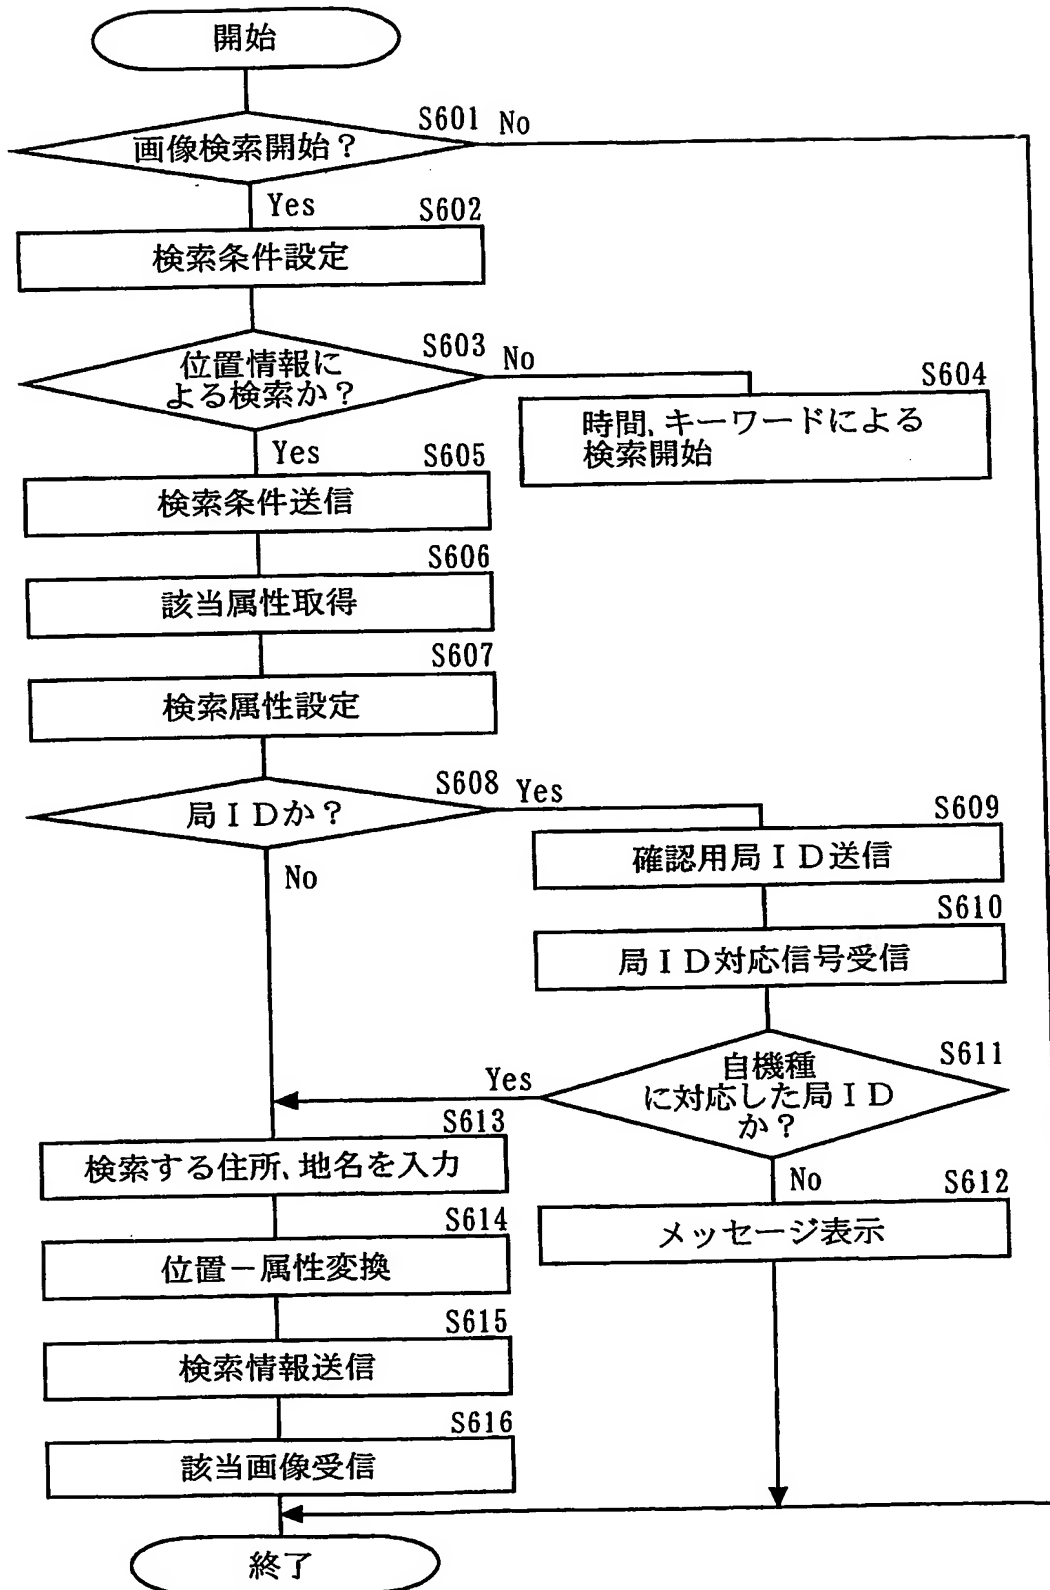 開始
S601 No
画像検索開始？
Yes
S602
検索条件設定
S603 No
位置情報に
よる検索か？
S604
時間、キーワードによる
検索開始
Yes
S605
検索条件送信
S606
該当属性取得
S607
検索属性設定
S608 Yes
局ＩＤか？
S609
確認用局ＩＤ送信
No
S610
局ＩＤ対応信号受信
S611
自機種
に対応した局ＩＤ
か？
Yes
S613
検索する住所、地名を入力
No
S612
メッセージ表示
S614
位置－属性変換
S615
検索情報送信
S616
該当画像受信
終了